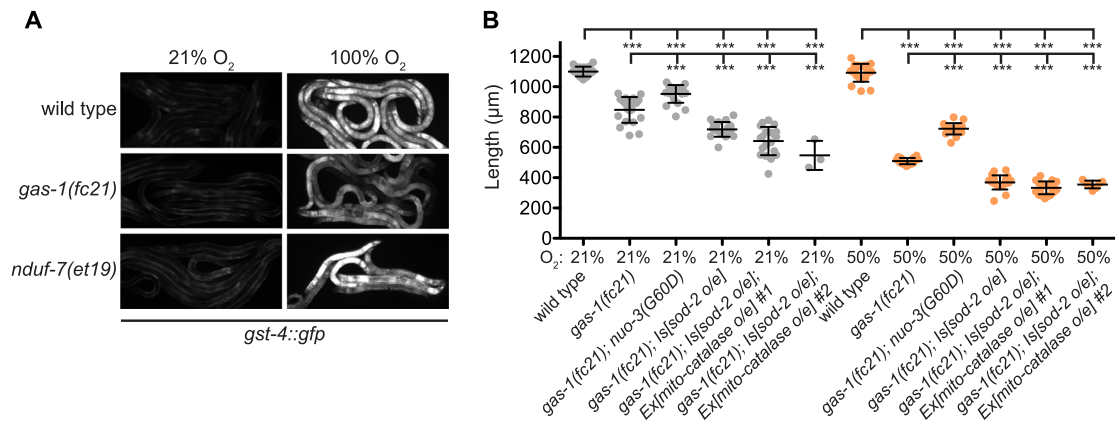 A
21% O2
100% O2
wild type
gas-1(fc21)
nduf-7(et19)
gst-4::gfp
B
*** *** *** *** *** *** *** *** *** ***
*** *** *** *** *** *** *** ***
Length (µm)
1200
1000
800
600
400
200
0
O2: 21% 21% 21% 21% 21% 21% 50% 50% 50% 50% 50% 50%
wild type
gas-1(fc21)
gas-1(fc21); nuo-3(G60D)
gas-1(fc21); Is[sod-2 o/e]
gas-1(fc21); Is[sod-2 o/e];
Ex[mito-catalase o/e] #1
gas-1(fc21); Is[sod-2 o/e];
Ex[mito-catalase o/e] #2
wild type
gas-1(fc21)
gas-1(fc21); nuo-3(G60D)
gas-1(fc21); Is[sod-2 o/e]
gas-1(fc21); Is[sod-2 o/e];
Ex[mito-catalase o/e] #1
gas-1(fc21); Is[sod-2 o/e];
Ex[mito-catalase o/e] #2